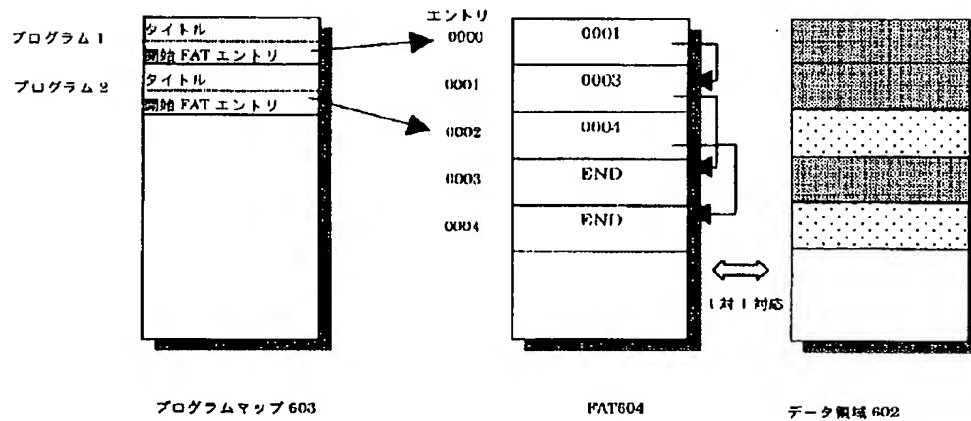 プログラム1
タイトル
開始 FAT エントリ
プログラム2
タイトル
開始 FAT エントリ
プログラムマップ 603
エントリ
0000
0001
0002
0003
0004
0001
0003
0004
END
END
FAT604
1 対 1 対応
データ領域 602